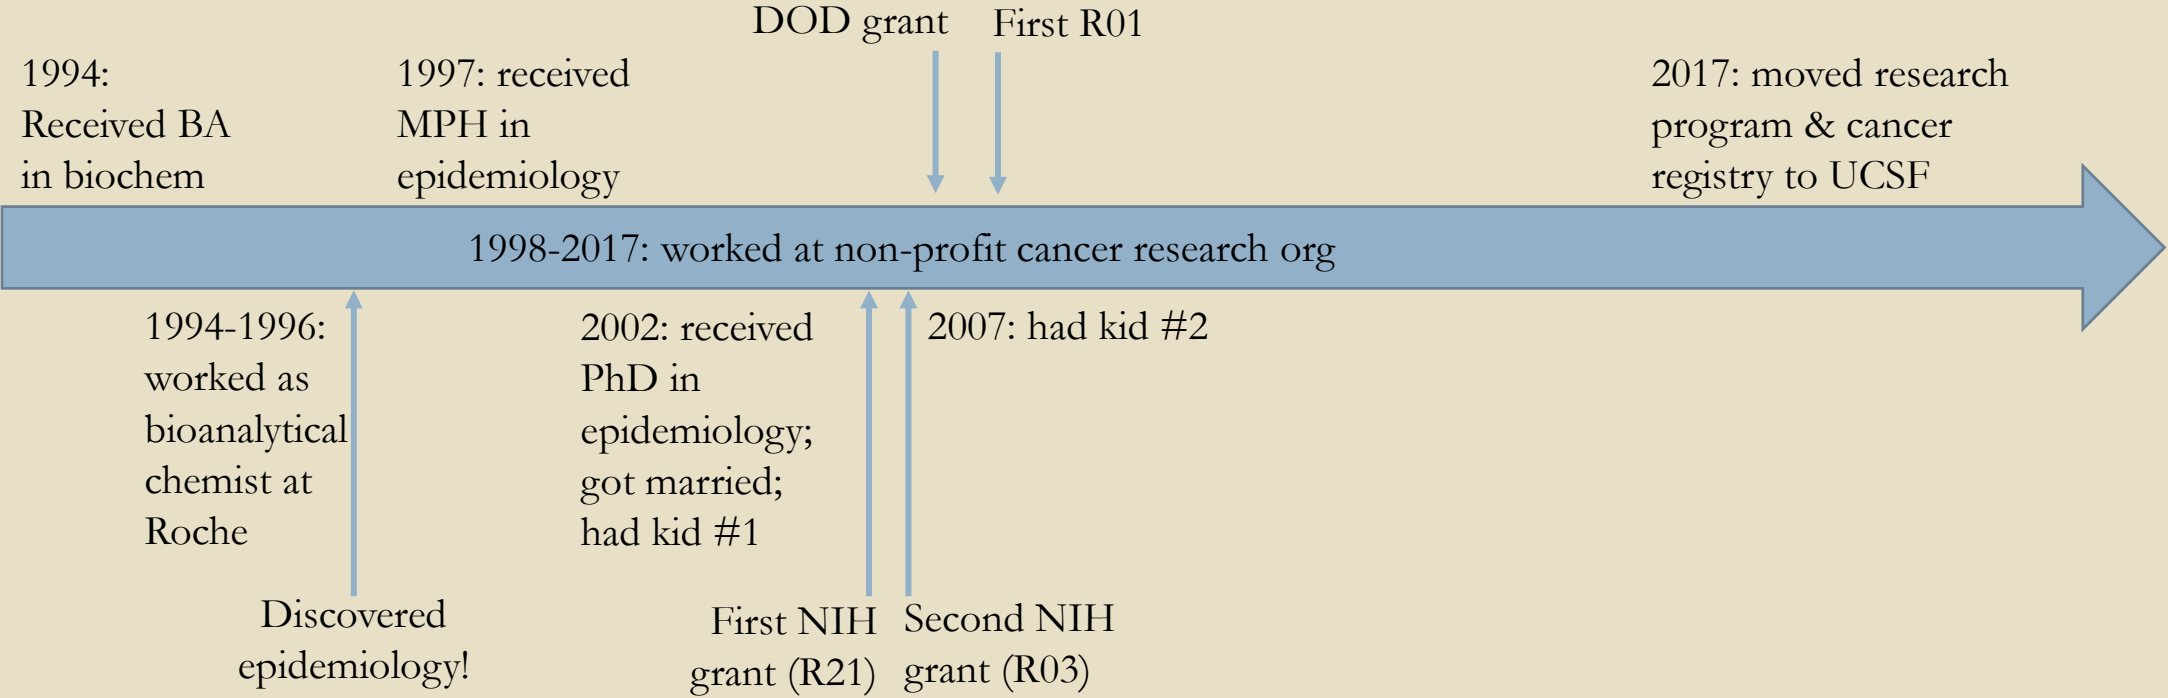 DOD grant
First R01
1994:
Received BA
in biochem
1997: received
MPH in
epidemiology
2017: moved research
program & cancer
registry to UCSF
1998-2017: worked at non-profit cancer research org
1994-1996:
worked as
bioanalytical
chemist at
Roche
2002: received
PhD in
epidemiology;
got married;
had kid #1
2007: had kid #2
Discovered
epidemiology!
First NIH
grant (R21)
Second NIH
grant (R03)